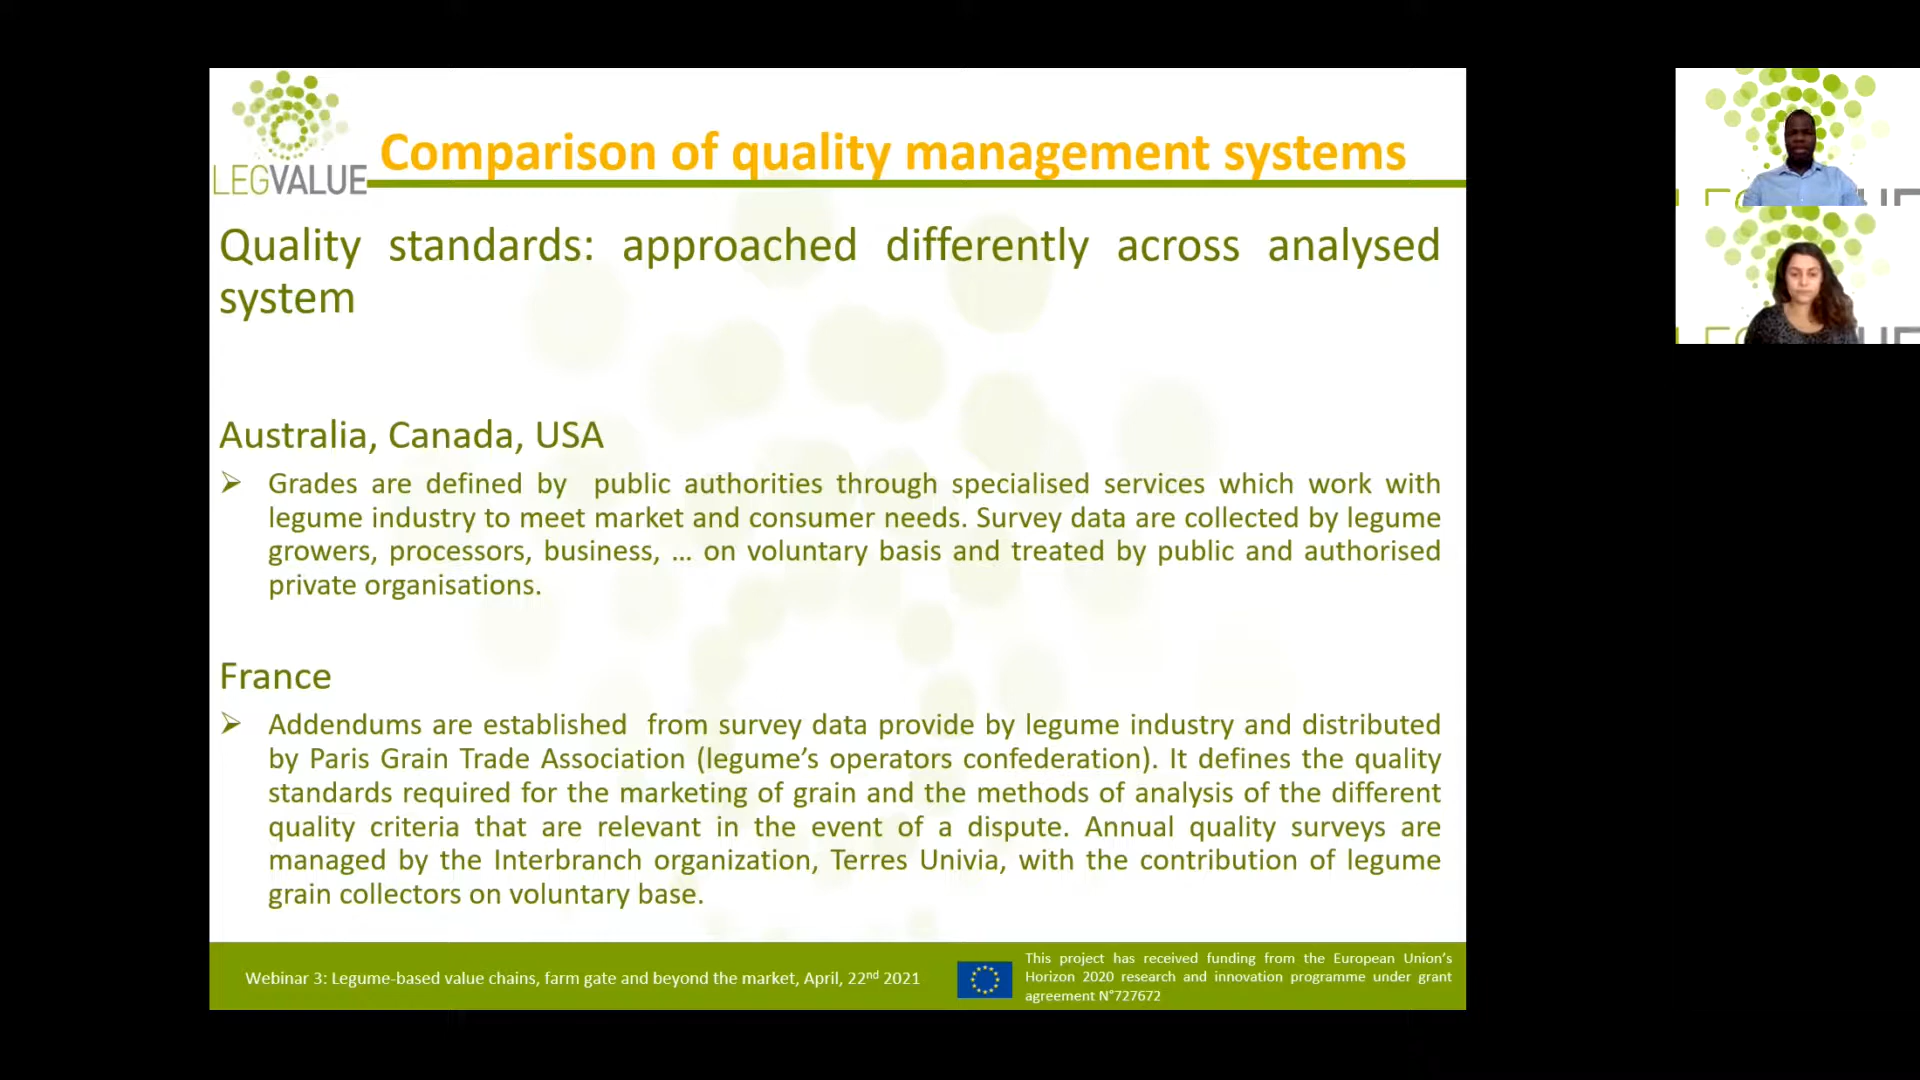 LEGVALUE
Comparison of quality management systems
Quality standards: approached differently across analysed
system
Australia, Canada, USA
➢ Grades are defined by public authorities through specialised services which work with
legume industry to meet market and consumer needs. Survey data are collected by legume
growers, processors, business, … on voluntary basis and treated by public and authorised
private organisations.
France
➢ Addendums are established from survey data provide by legume industry and distributed
by Paris Grain Trade Association (legume’s operators confederation). It defines the quality
standards required for the marketing of grain and the methods of analysis of the different
quality criteria that are relevant in the event of a dispute. Annual quality surveys are
managed by the Interbranch organization, Terres Univia, with the contribution of legume
grain collectors on voluntary base.
Webinar 3: Legume-based value chains, farm gate and beyond the market, April, 22nd 2021
This project has received funding from the European Union’s
Horizon 2020 research and innovation programme under grant
agreement N°727672